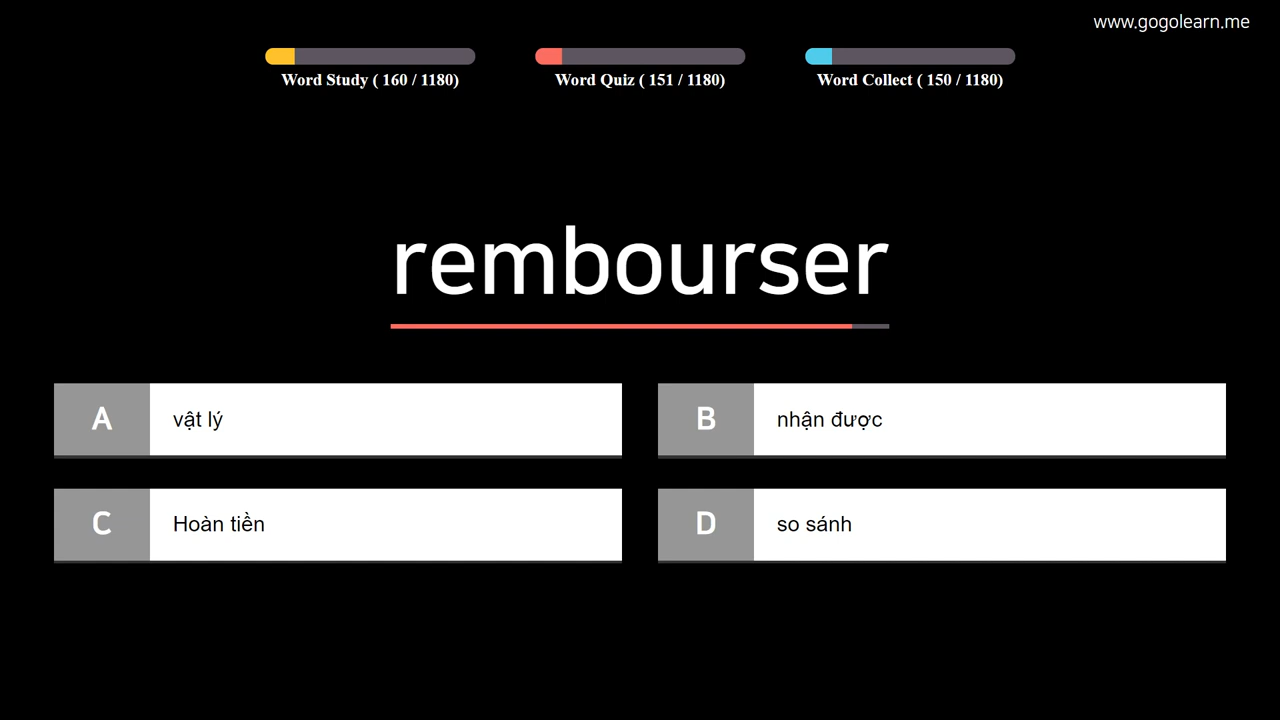 www.gogolearn.me
Word Study ( 160 / 1180)
Word Quiz ( 151 / 1180)
Word Collect ( 150 / 1180)
rembourser
A vật lý
B nhận được
C Hoàn tiền
D so sánh